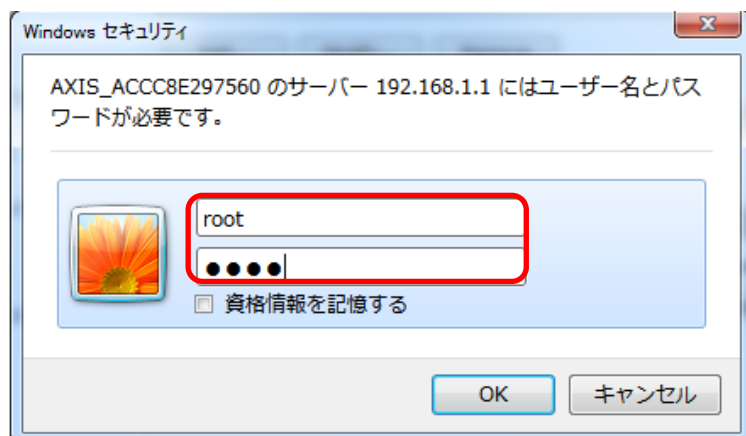 Windows セキュリティ
AXIS_ACCC8E297560 のサーバー 192.168.1.1 にはユーザー名とパス
ワードが必要です。
root
●●●●
資格情報を記憶する
OK
キャンセル